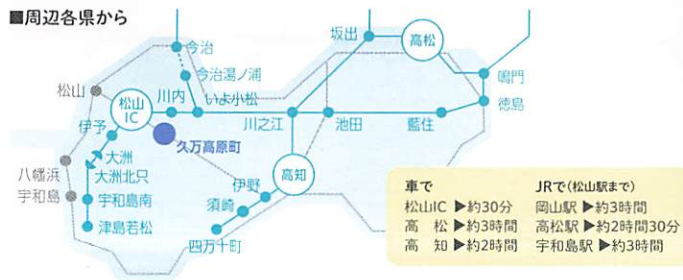 ■周辺各県から
坂出
高松
今治
今治湯ノ浦
鳴門
松山
松山
IC
川内
いよ小松
徳島
伊予
川之江
池田
藍住
久万高原町
大洲
八幡浜
大洲北只
高知
宇和島
宇和島南
伊野
須崎
津島若松
四万十町
車で
松山IC ▶約30分
高 松 ▶約3時間
高 知 ▶約2時間
JRで(松山駅まで)
岡山駅 ▶約3時間
高松駅 ▶約2時間30分
宇和島駅 ▶約3時間